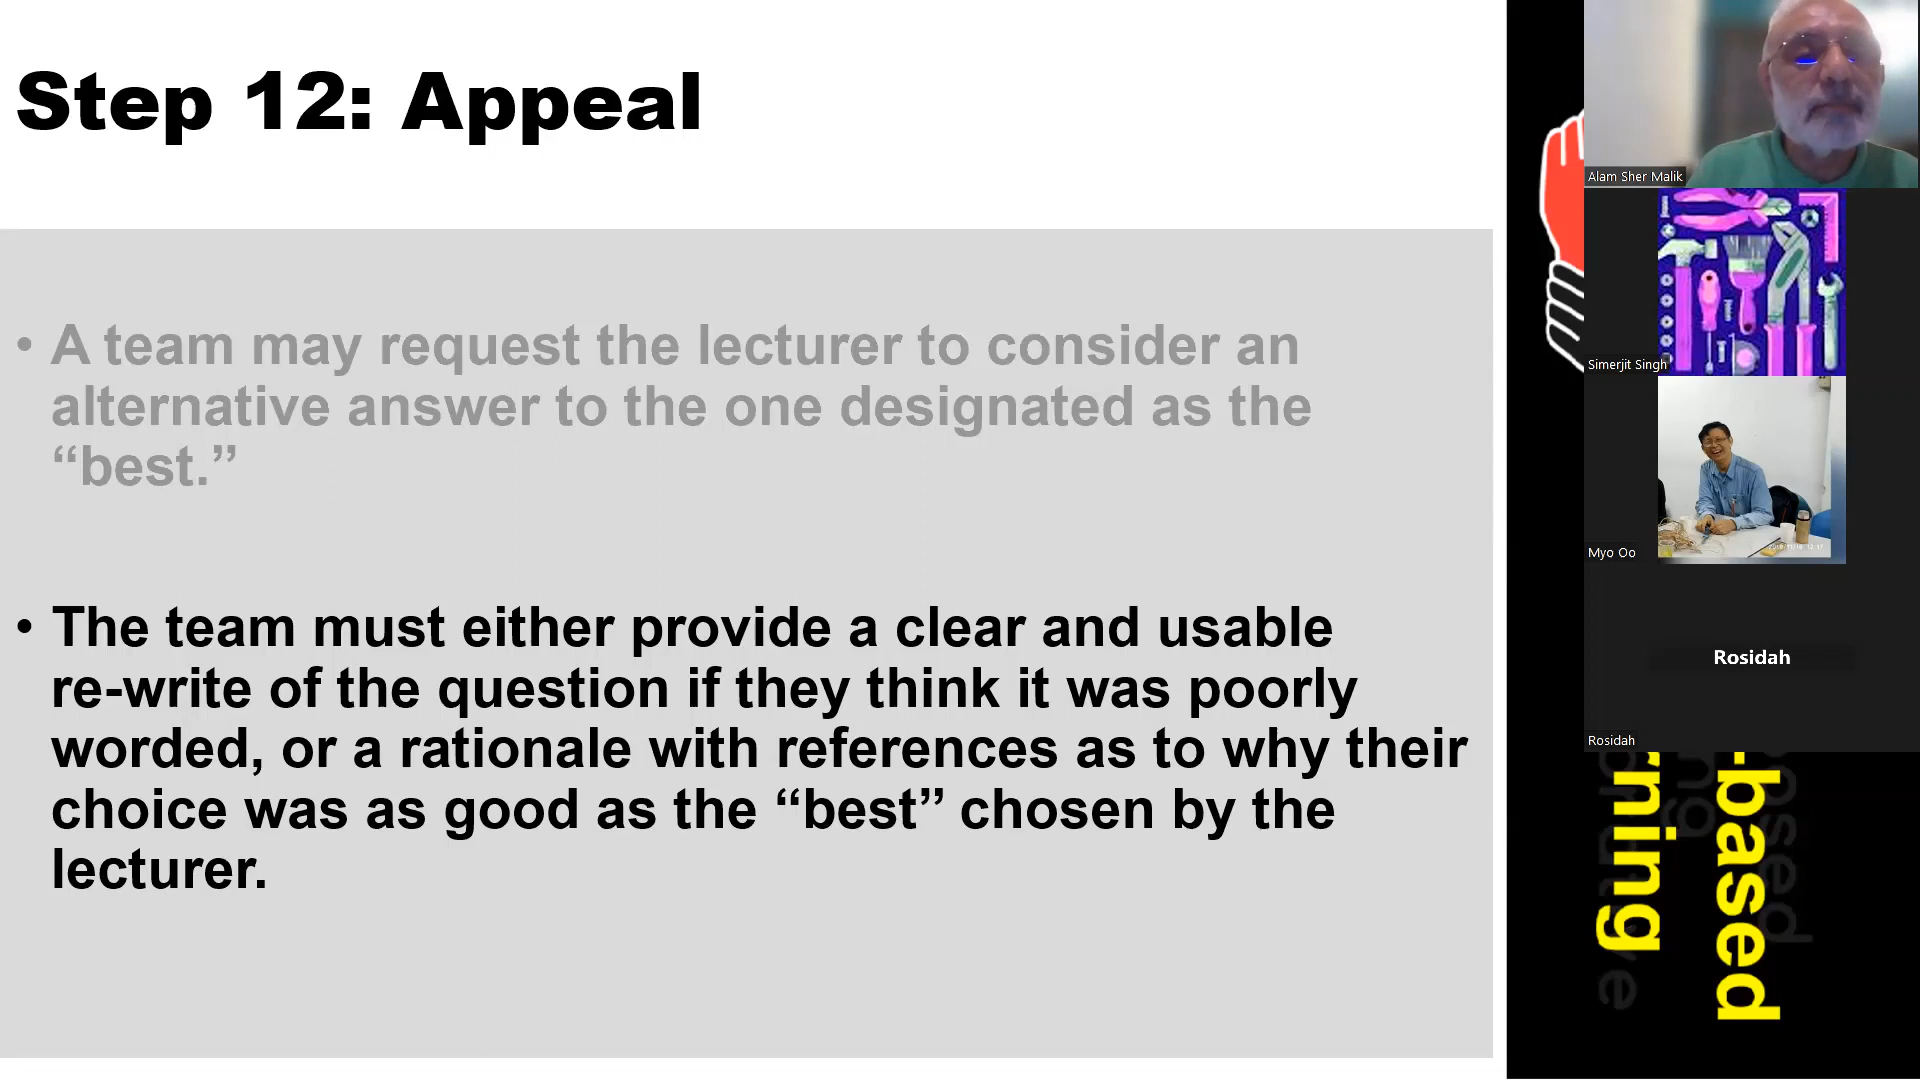 Step 12: Appeal
• A team may request the lecturer to consider an
alternative answer to the one designated as the
“best.”
• The team must either provide a clear and usable
re-write of the question if they think it was poorly
worded, or a rationale with references as to why their
choice was as good as the “best” chosen by the
lecturer.
Alam Sher Malik
Simerjit Singh
Myo Oo
Rosidah
Rosidah
-based
rning